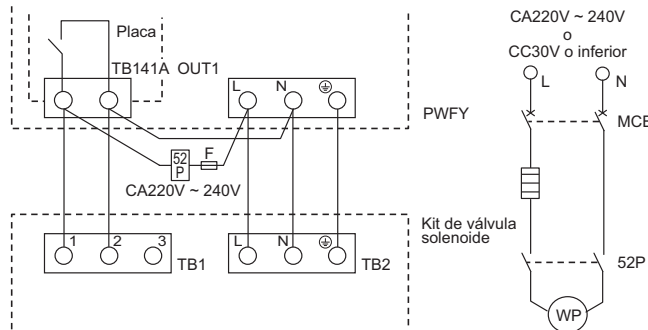 Placa
TB141A OUT1
L
N
PWFY
52
P
F
CA220V ~ 240V
1
2
3
TB1
L
N
TB2
Kit de válvula
solenoide
CA220V ~ 240V
o
CC30V o inferior
L
N
52P
WP